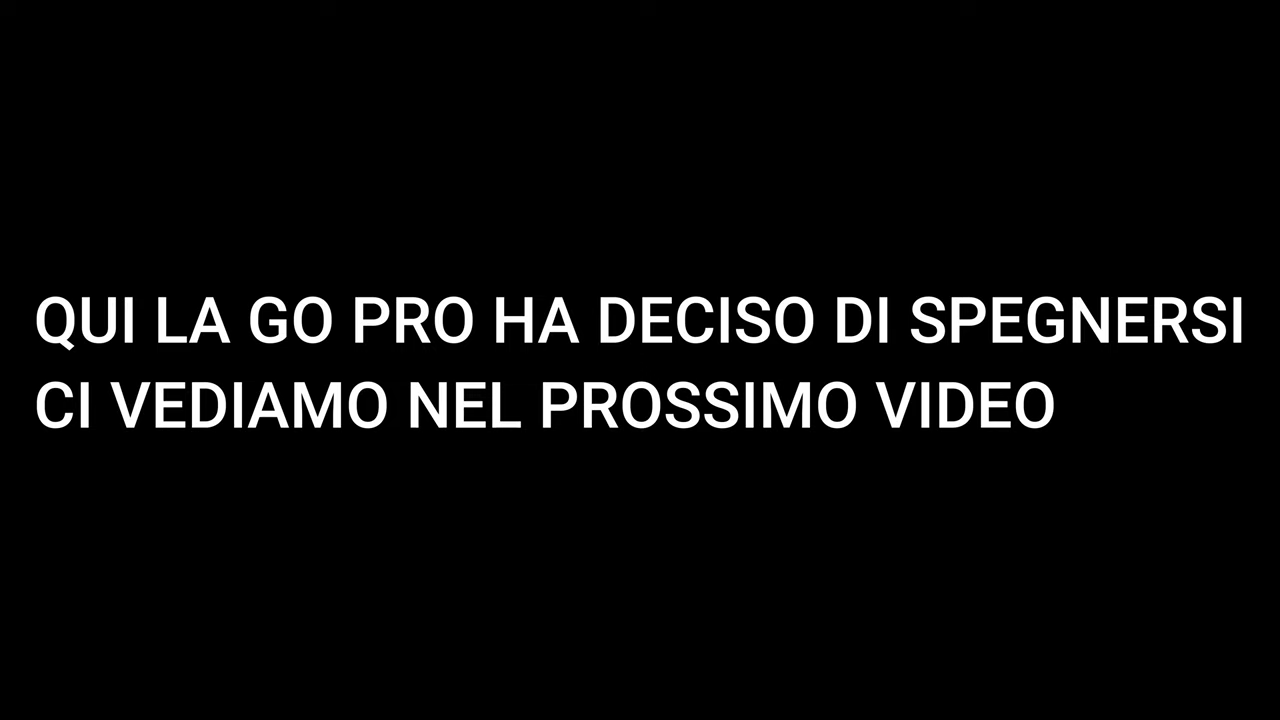 QUI LA GO PRO HA DECISO DI SPEGNERSI
CI VEDIAMO NEL PROSSIMO VIDEO